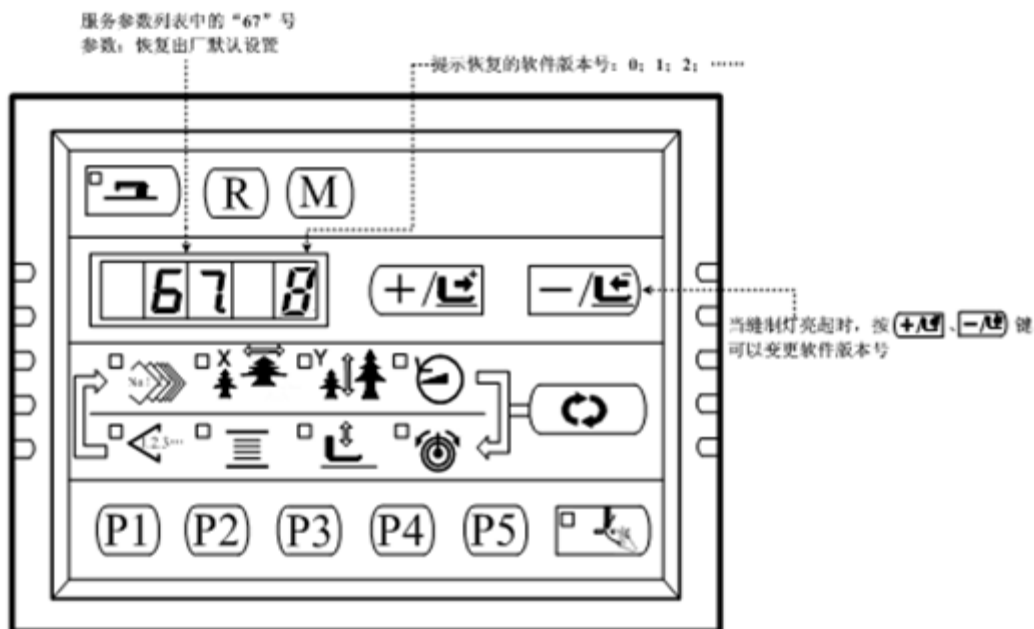 服务参数列表中的“67”号
参数：恢复出厂默认设置
提示恢复的软件版本号：0；1；2；……
R M
67 8
+/ −/
当缝制灯亮起时，按 +/ 、 −/ 键
可以变更软件版本号
X Y
1.2.3…
P1 P2 P3 P4 P5